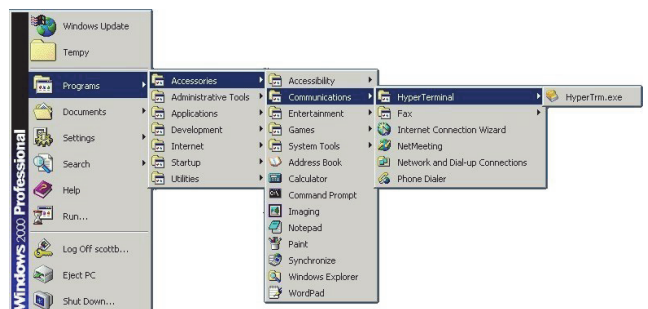 Windows 2000 Professional
Windows Update
Tempy
Programs
Documents
Settings
Search
Help
Run...
Log Off scottb...
Eject PC
Shut Down...
Accessories
Administrative Tools
Applications
Development
Internet
Startup
Utilities
Accessibility
Communications
Entertainment
Games
System Tools
Address Book
Calculator
Command Prompt
Imaging
Notepad
Paint
Synchronize
Windows Explorer
WordPad
HyperTerminal
Fax
Internet Connection Wizard
NetMeeting
Network and Dial-up Connections
Phone Dialer
HyperTrm.exe